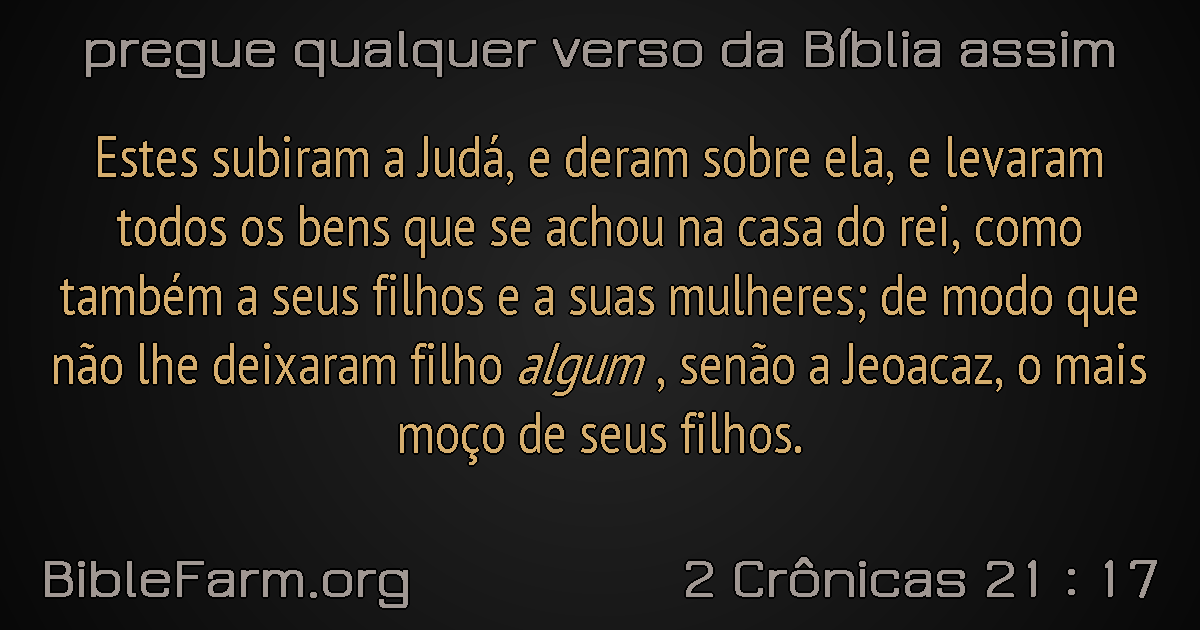 pregue qualquer verso da Bíblia assim
Estes subiram a Judá, e deram sobre ela, e levaram
todos os bens que se achou na casa do rei, como
também a seus filhos e a suas mulheres; de modo que
não lhe deixaram filho algum , senão a Jeoacaz, o mais
moço de seus filhos.
BibleFarm.org
2 Crônicas 21 : 17